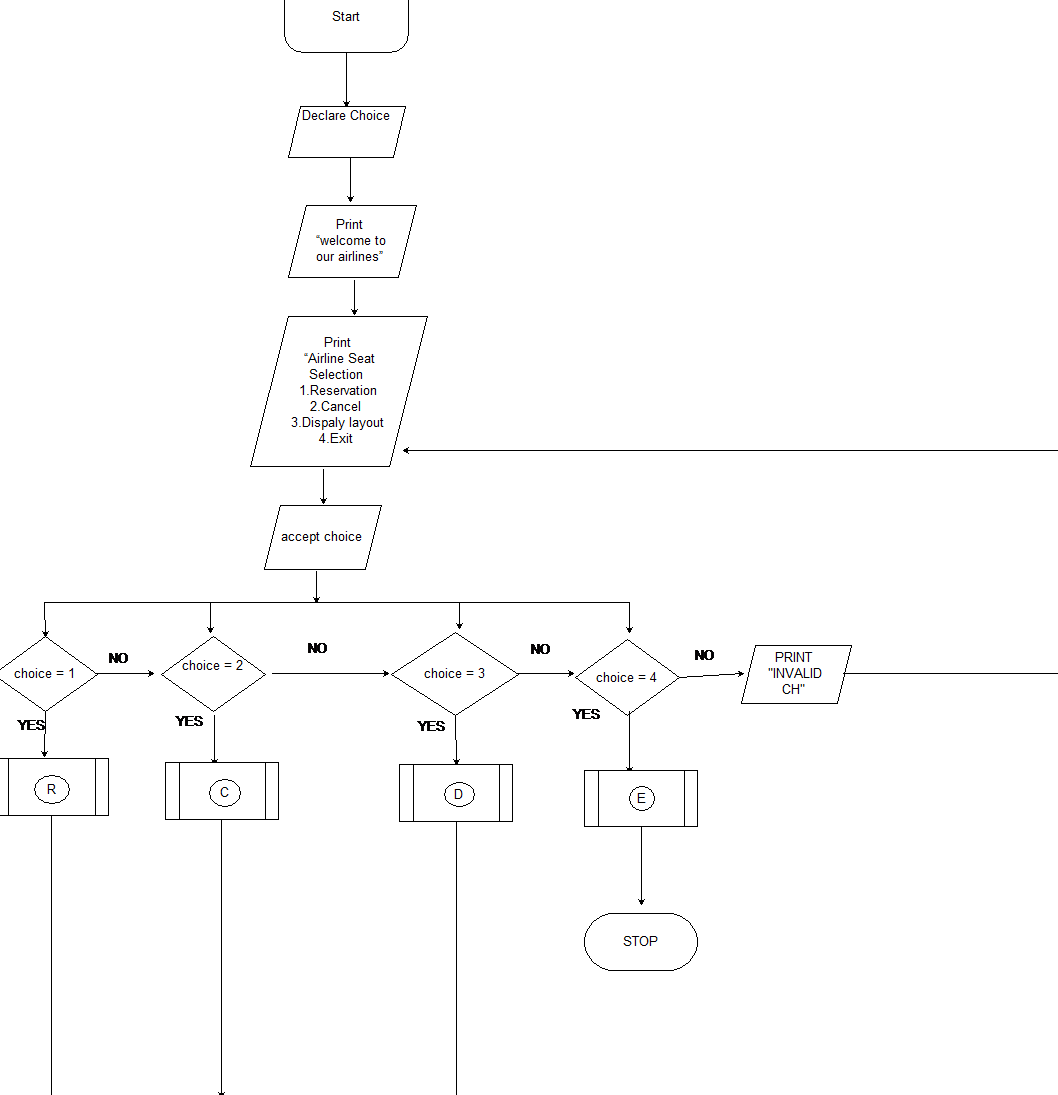 Start
Declare Choice
Print
“welcome to
our airlines”
Print
“Airline Seat
Selection
1.Reservation
2.Cancel
3.Dispaly layout
4.Exit
accept choice
choice = 1
NO
choice = 2
NO
choice = 3
NO
choice = 4
NO
PRINT
"INVALID
CH"
YES
YES
YES
YES
R
C
D
E
STOP